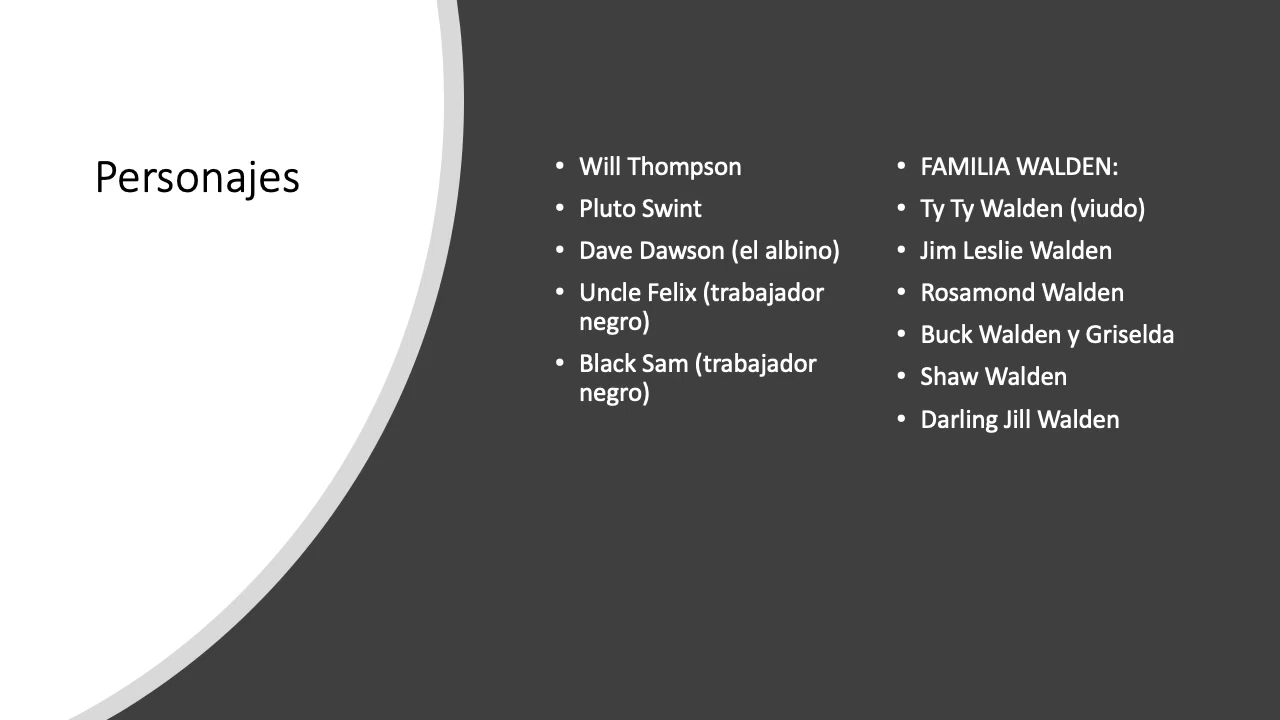 Personajes
• Will Thompson
• Pluto Swint
• Dave Dawson (el albino)
• Uncle Felix (trabajador
negro)
• Black Sam (trabajador
negro)
• FAMILIA WALDEN:
• Ty Ty Walden (viudo)
• Jim Leslie Walden
• Rosamond Walden
• Buck Walden y Griselda
• Shaw Walden
• Darling Jill Walden